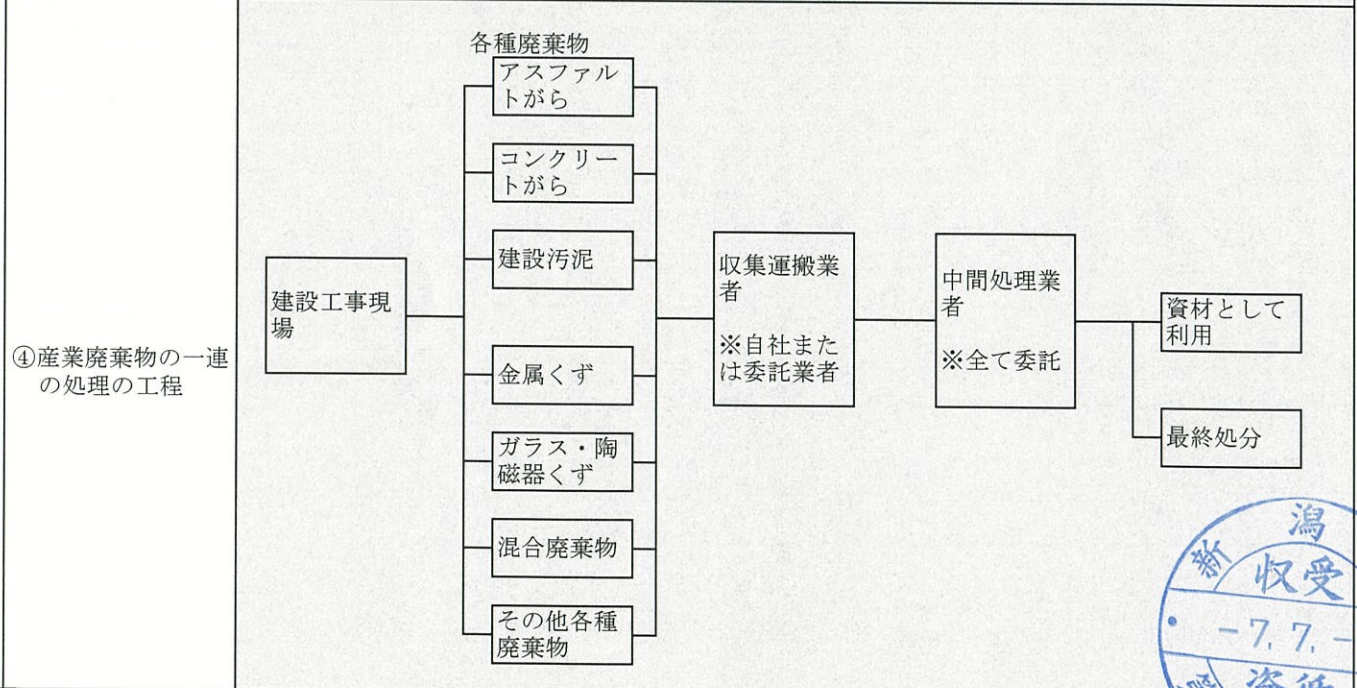 ④産業廃棄物の一連
の処理の工程
建設工事現
場
各種廃棄物
アスファル
トがら
コンクリー
トがら
建設汚泥
金属くず
ガラス・陶
磁器くず
混合廃棄物
その他各種
廃棄物
収集運搬業
者
※自社また
は委託業者
中間処理業
者
※全て委託
資材として
利用
最終処分
新潟
収受
-7.7.-